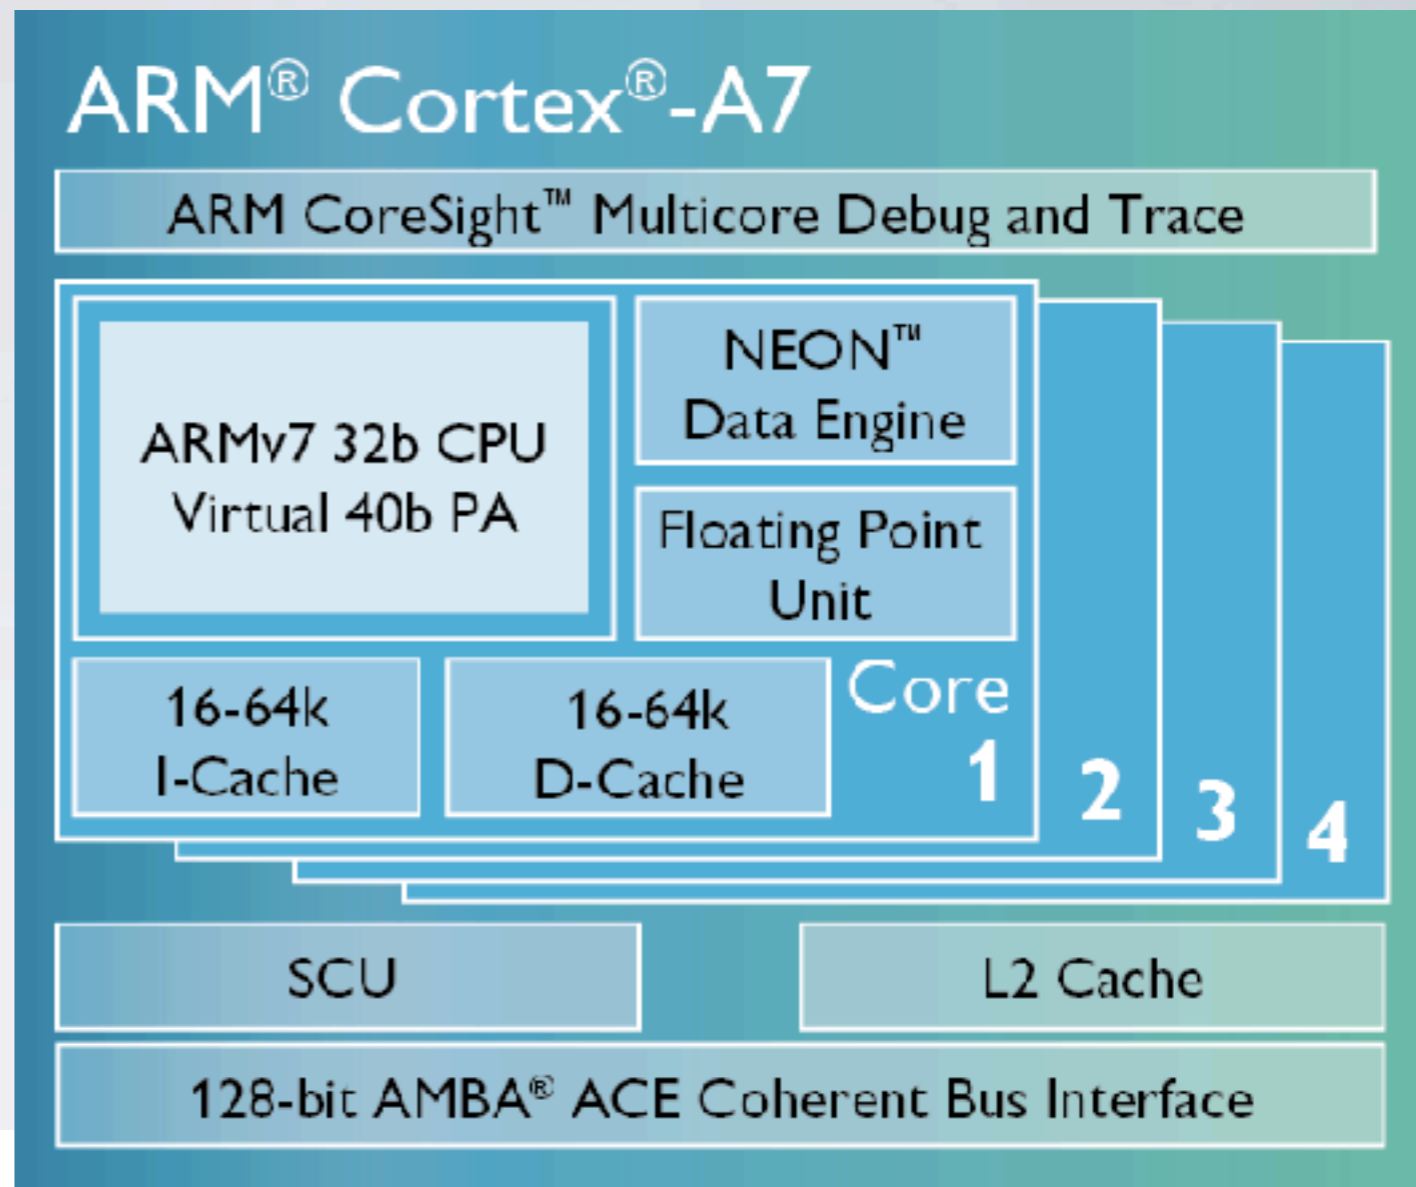 ARM® Cortex®-A7
ARM CoreSight™ Multicore Debug and Trace
ARMv7 32b CPU
Virtual 40b PA
NEON™
Data Engine
Floating Point
Unit
16-64k
I-Cache
16-64k
D-Cache
Core
1
2
3
4
SCU
L2 Cache
128-bit AMBA® ACE Coherent Bus Interface